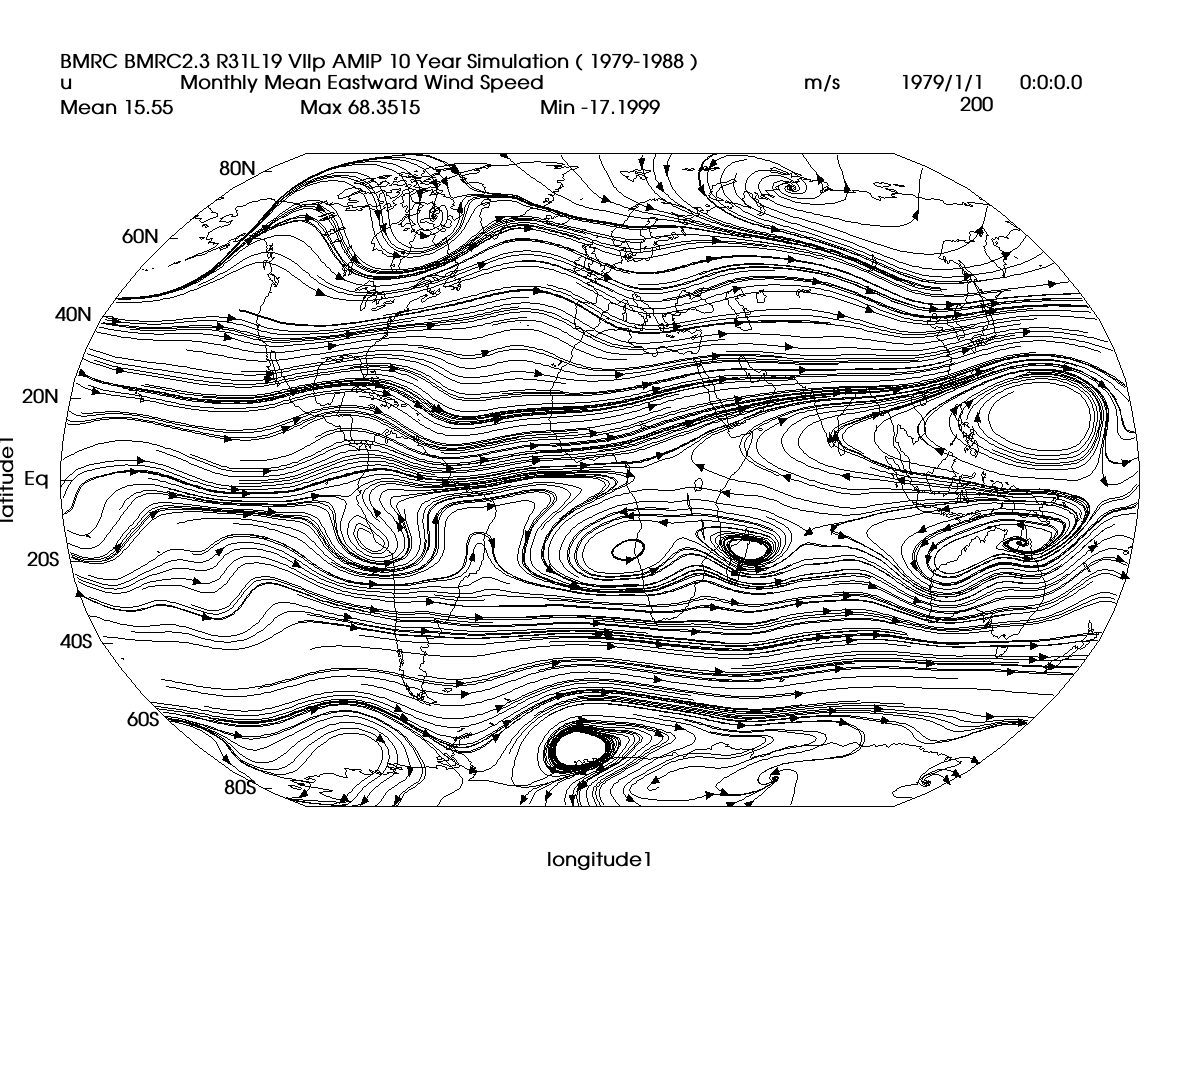 BMRC BMRC2.3 R31L19 VIIp AMIP 10 Year Simulation ( 1979-1988 )
u Monthly Mean Eastward Wind Speed m/s 1979/1/1 0:0:0.0
Mean 15.55 Max 68.3515 Min -17.1999 200
80N
60N
40N
20N
Eq
20S
40S
60S
80S
latitude1
longitude1